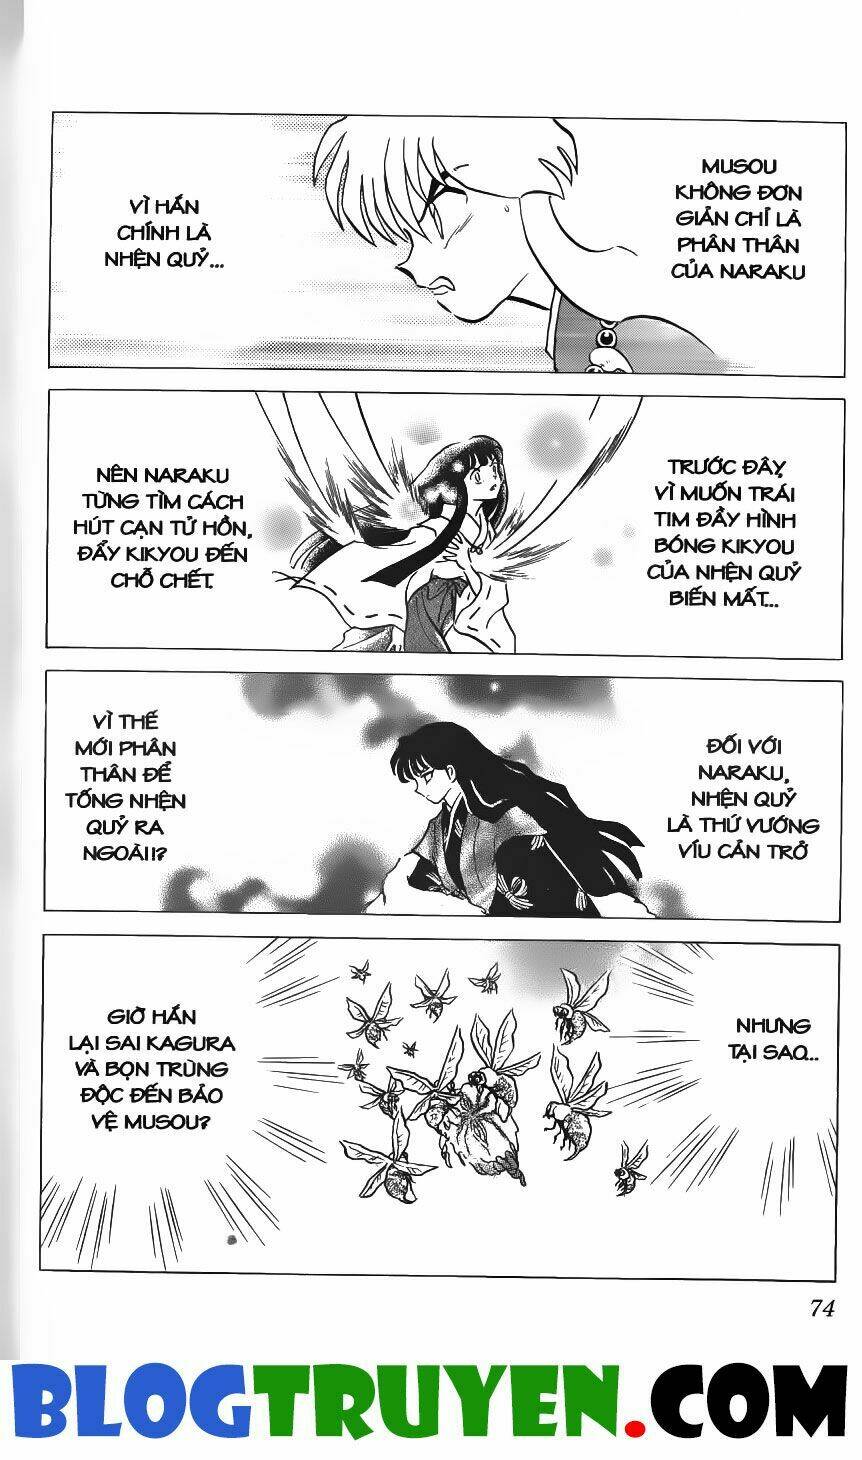 MUSOU
KHÔNG ĐƠN
GIẢN CHỈ LÀ
PHÂN THÂN
CỦA NARAKU
VÌ HẮN
CHÍNH LÀ
NHỆN QUỶ...
TRƯỚC ĐÂY,
VÌ MUỐN TRÁI
TIM ĐẦY HÌNH
BÓNG KIKYOU
CỦA NHỆN QUỶ
BIẾN MẤT...
NÊN NARAKU
TỪNG TÌM CÁCH
HÚT CẠN TỬ HỒN,
ĐẨY KIKYOU ĐẾN
CHỖ CHẾT.
ĐỐI VỚI
NARAKU,
NHỆN QUỶ
LÀ THỨ VƯỚNG
VÍU CẢN TRỞ
VÌ THẾ
MỚI PHÂN
THÂN ĐỂ
TỐNG NHỆN
QUỶ RA
NGOÀI!?
NHƯNG
TẠI SAO...
GIỜ HẮN
LẠI SAI KAGURA
VÀ BỌN TRÙNG
ĐỘC ĐẾN BẢO
VỆ MUSOU?
74
BLOGTRUYEN.COM